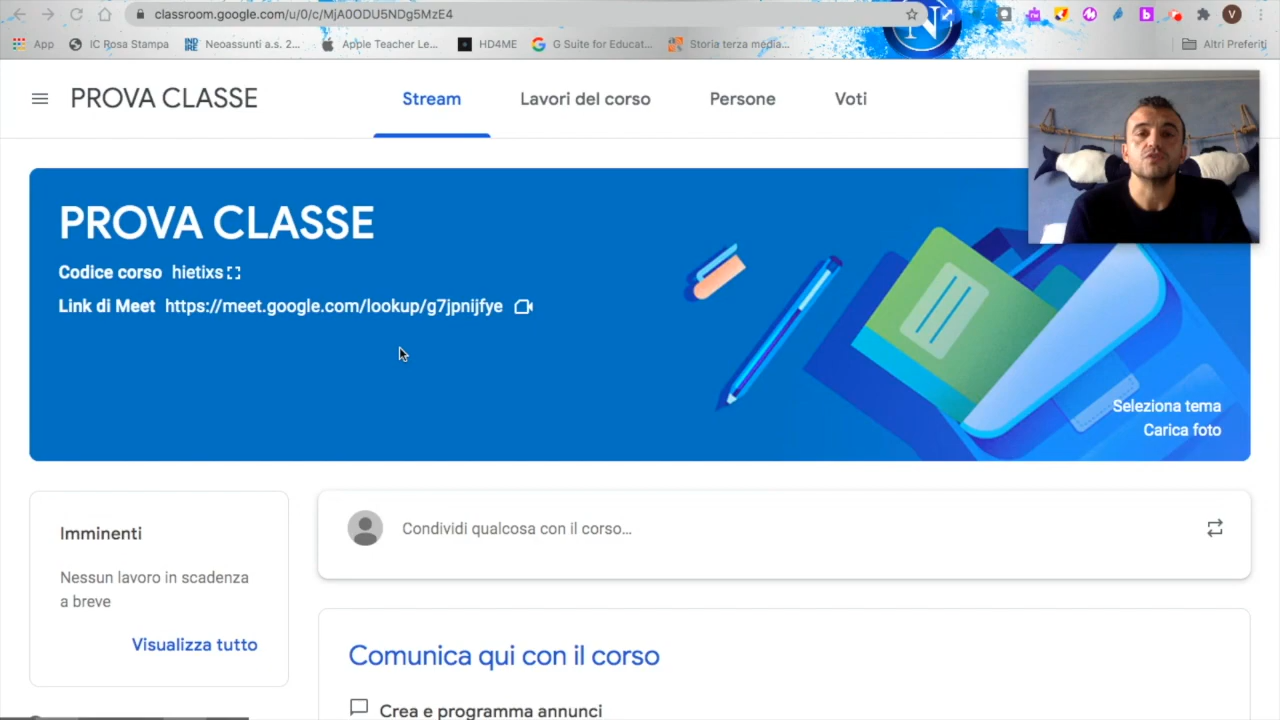 classroom.google.com/u/0/c/MjA0ODU5NDg5MzE4
N
V
App
IC Rosa Stampa
Neoassunti a.s. 2...
Apple Teacher Le...
HD4ME
G Suite for Educat...
Storia terza media...
Altri Preferiti
PROVA CLASSE
Stream
Lavori del corso
Persone
Voti
PROVA CLASSE
Codice corso hietixs
Link di Meet https://meet.google.com/lookup/g7jpnijfye
Seleziona tema
Carica foto
Imminenti
Nessun lavoro in scadenza
a breve
Visualizza tutto
Condividi qualcosa con il corso...
Comunica qui con il corso
Crea e programma annunci